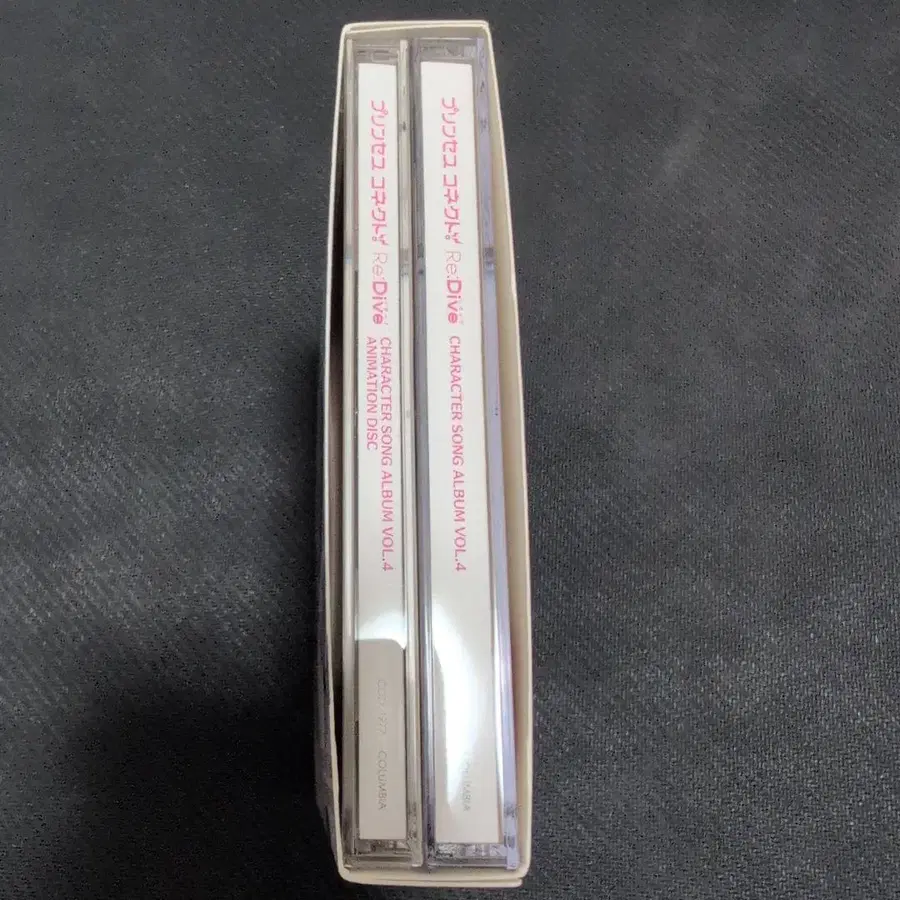 プリンセスコネクト! Re:Dive
CHARACTER SONG ALBUM VOL.4
ANIMATION DISC
COLUMBIA
プリンセスコネクト! Re:Dive
CHARACTER SONG ALBUM VOL.4